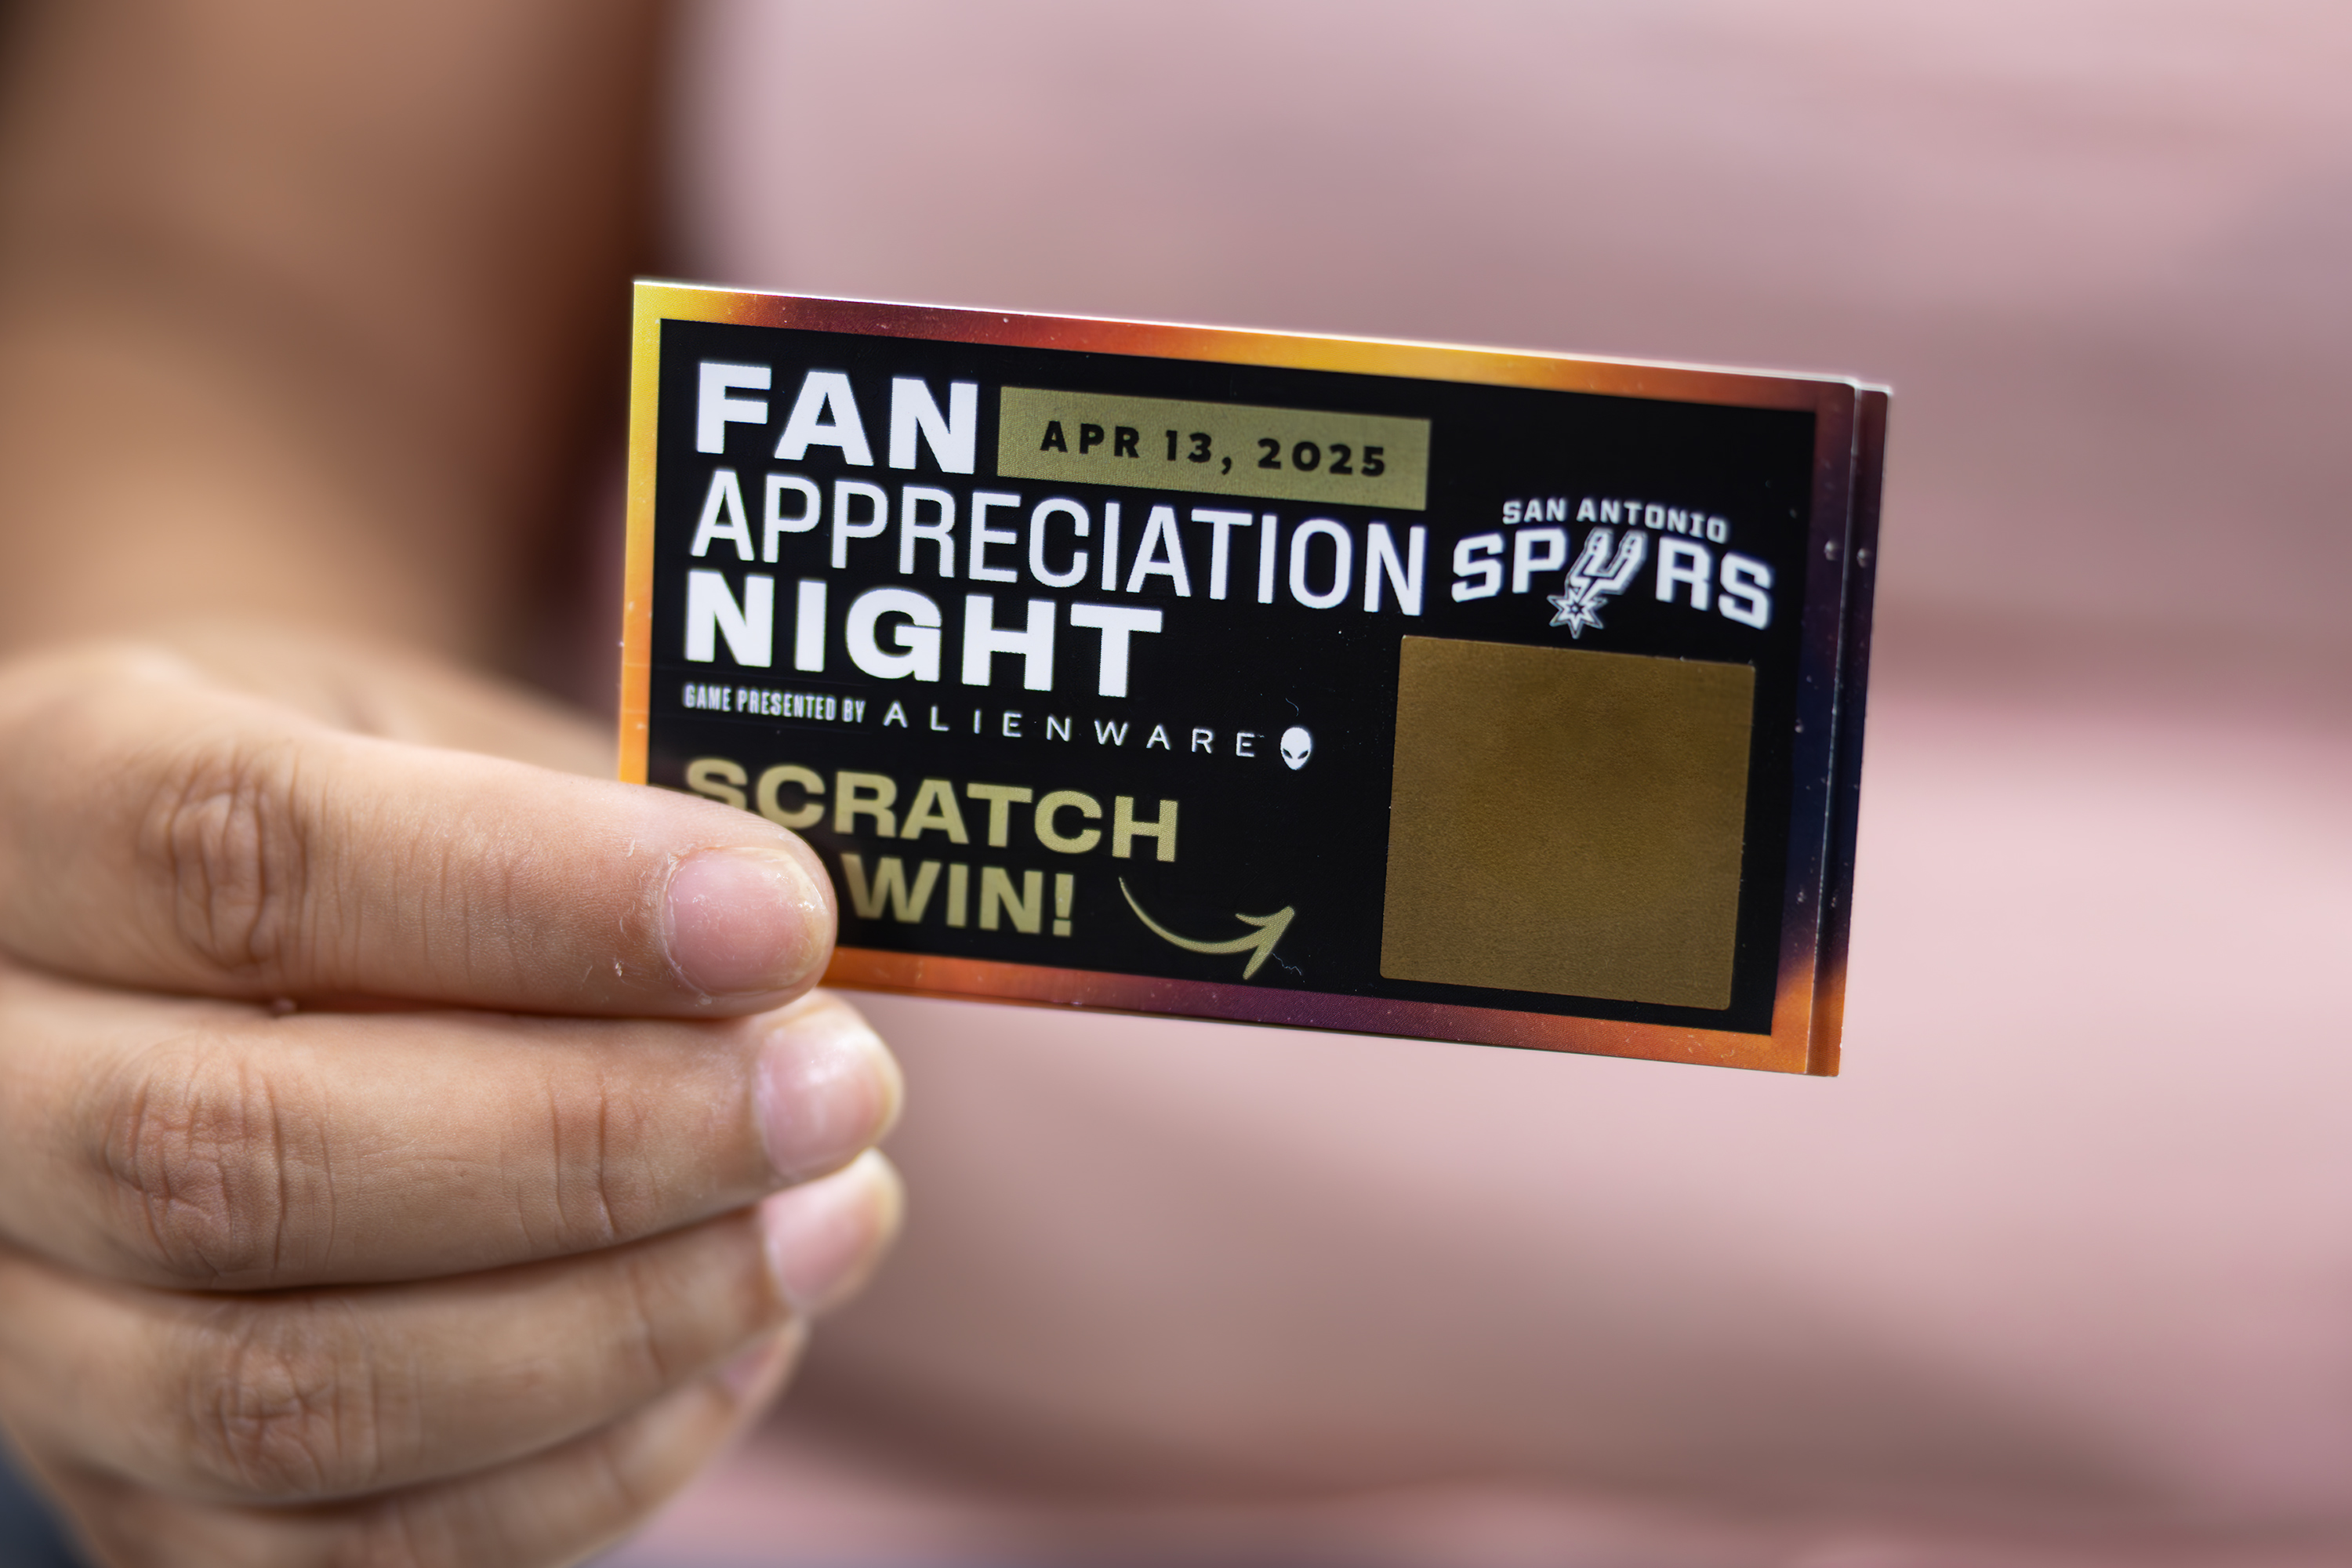 FAN APR 13, 2025
APPRECIATION
NIGHT
SAN ANTONIO
SPURS
GAME PRESENTED BY ALIENWARE
SCRATCH
WIN!